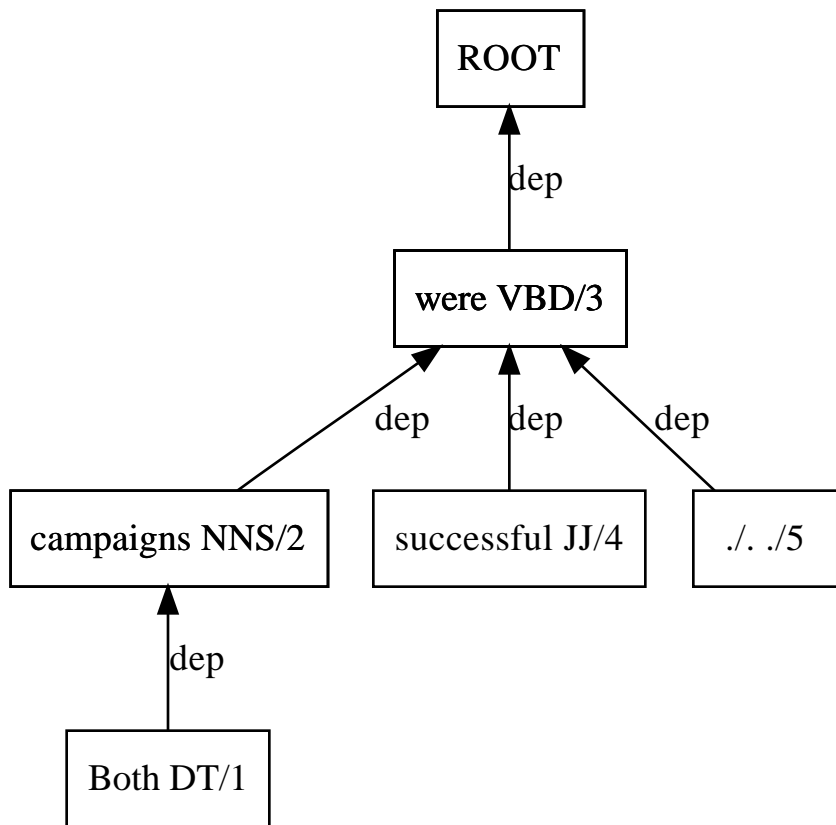 ROOT
dep
were VBD/3
dep dep dep
campaigns NNS/2 successful JJ/4 ./. ./5
dep
Both DT/1